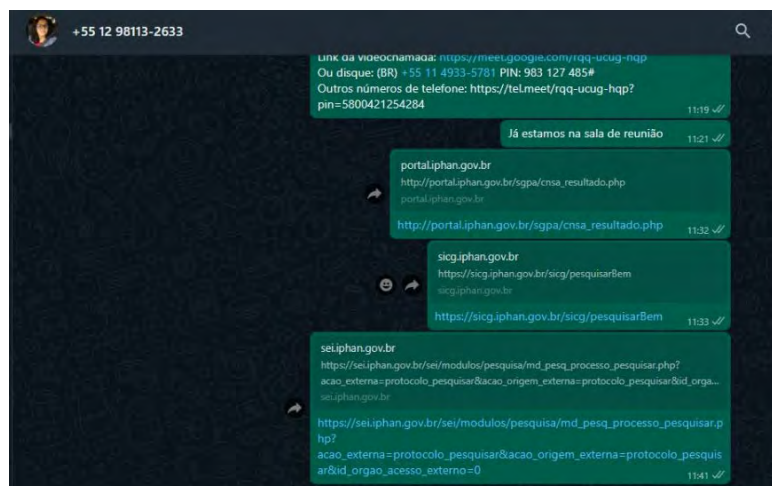 +55 12 98113-2633
Link da videochamada: https://meet.google.com/rqq-ucug-hqp
Ou disque: (BR) +55 11 4933-5781 PIN: 983 127 485#
Outros números de telefone: https://tel.meet/rqq-ucug-hqp?
pin=5800421254284
11:19
Já estamos na sala de reunião
11:21
portal.iphan.gov.br
http://portal.iphan.gov.br/sgpa/cnsa_resultado.php
portal.iphan.gov.br
http://portal.iphan.gov.br/sgpa/cnsa_resultado.php
11:32
sicg.iphan.gov.br
https://sicg.iphan.gov.br/sicg/pesquisarBem
sicg.iphan.gov.br
https://sicg.iphan.gov.br/sicg/pesquisarBem
11:33
sei.iphan.gov.br
https://sei.iphan.gov.br/sei/modulos/pesquisa/md_pesq_processo_pesquisar.php?
acao_externa=protocolo_pesquisar&acao_origem_externa=protocolo_pesquisar&id_orga...
sei.iphan.gov.br
https://sei.iphan.gov.br/sei/modulos/pesquisa/md_pesq_processo_pesquisar.p
hp?
acao_externa=protocolo_pesquisar&acao_origem_externa=protocolo_pesquis
ar&id_orgao_acesso_externo=0
11:41